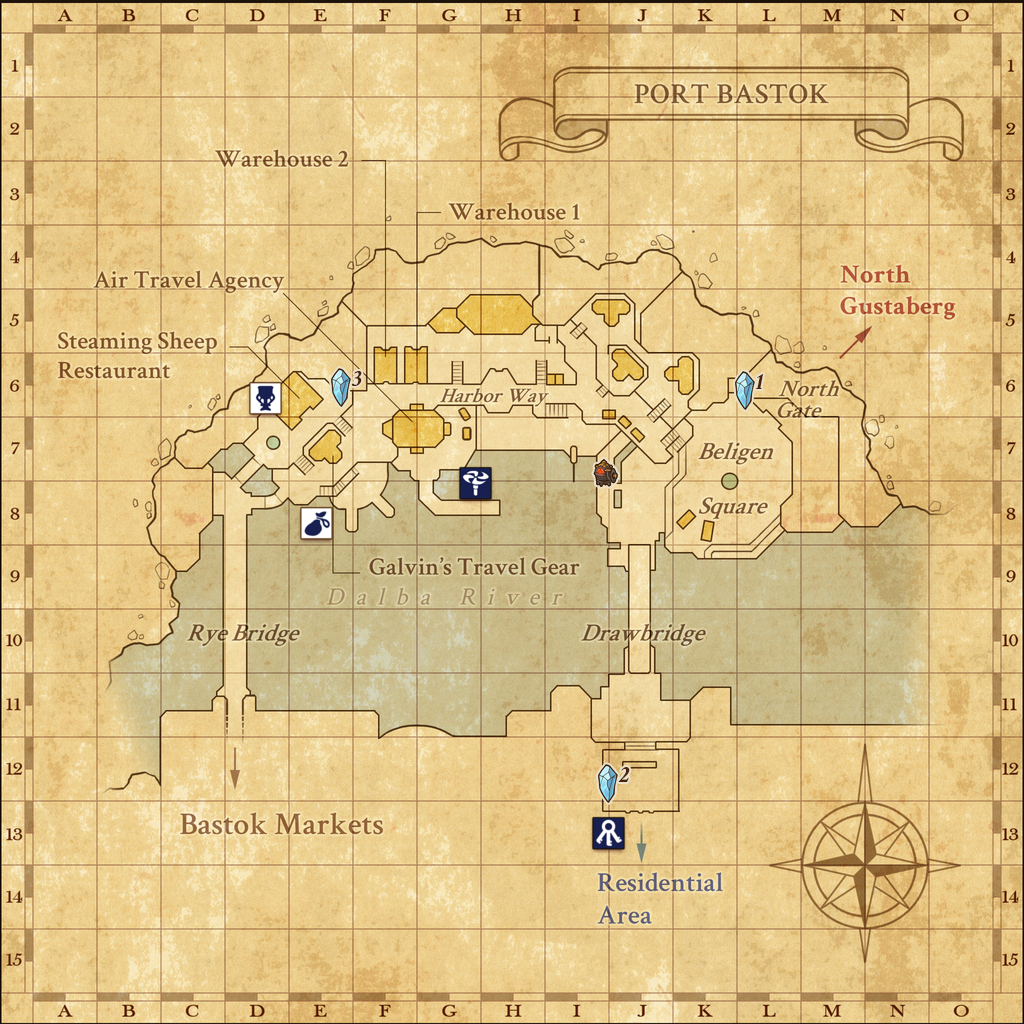 A B C D E F G H I J K L M N O
1 1
PORT BASTOK
2 2
Warehouse 2
3 3
Warehouse 1
4 4
Air Travel Agency
North
Gustaberg
5 5
Steaming Sheep
Restaurant
6 6
3
1
Harbor Way
North
Gate
7 7
Beligen
Square
8 8
Galvin's Travel Gear
9 9
Dalba River
10 10
Rye Bridge
Drawbridge
11 11
12 12
2
Bastok Markets
13 13
Residential
Area
14 14
15 15
A B C D E F G H I J K L M N O